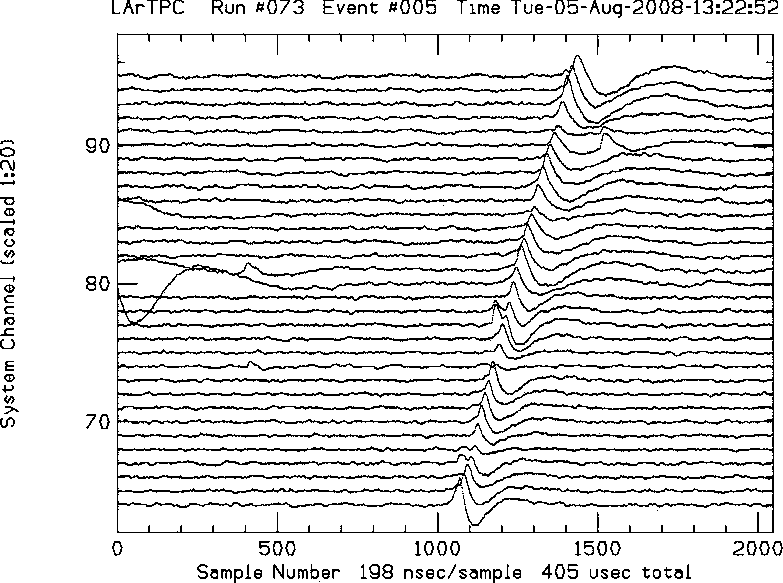 LArTPC Run #073 Event #005 Time Tue-05-Aug-2008-13:22:52
System Channel (scaled 1:20)
90
80
70
0 500 1000 1500 2000
Sample Number 198 nsec/sample 405 usec total